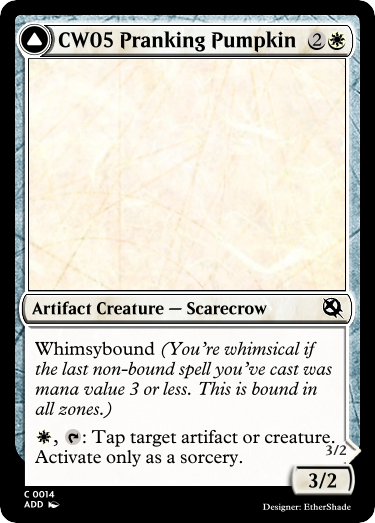 CW05 Pranking Pumpkin 2
Artifact Creature — Scarecrow
Whimsybound (You're whimsical if
the last non-bound spell you've cast was
mana value 3 or less. This is bound in
all zones.)
, : Tap target artifact or creature.
Activate only as a sorcery.
3/2
3/2
C 0014
ADD
Designer: EtherShade